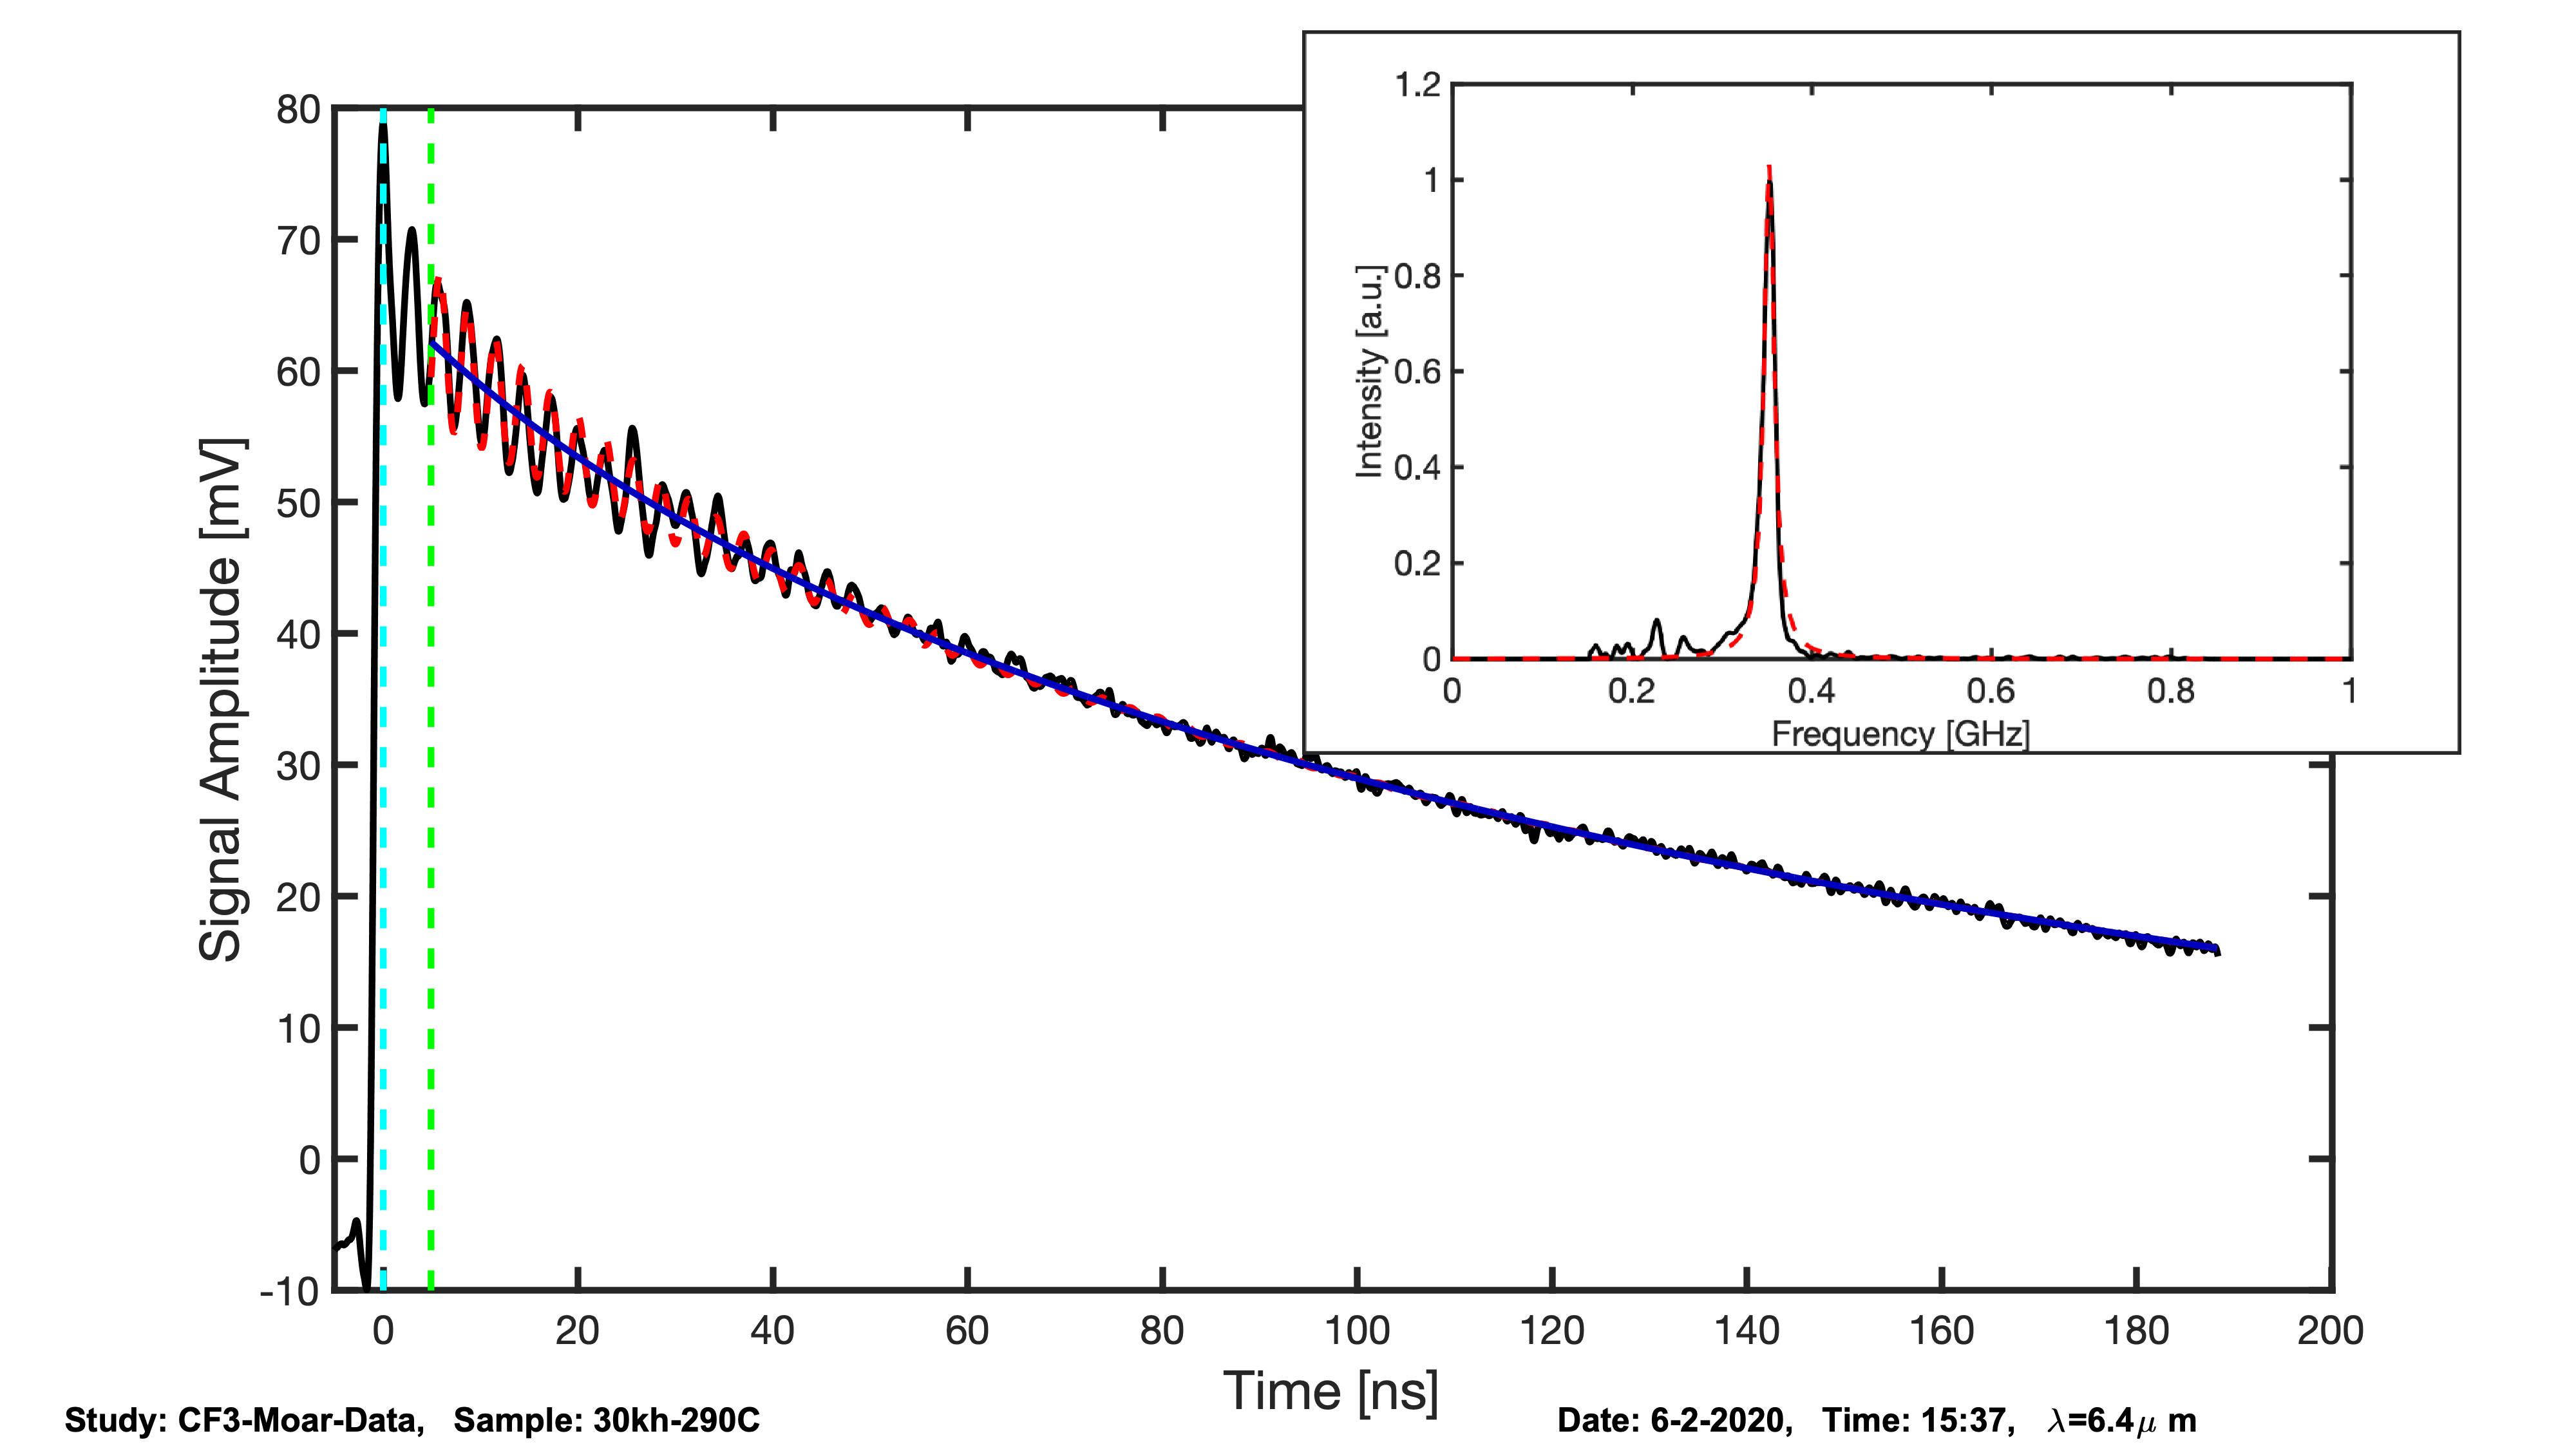 1.2
1
0.8
0.6
0.4
0.2
0
0 0.2 0.4 0.6 0.8 1
Intensity [a.u.]
Frequency [GHz]
80
70
60
50
40
30
20
10
0
-10
Signal Amplitude [mV]
0 20 40 60 80 100 120 140 160 180 200
Time [ns]
Study: CF3-Moar-Data, Sample: 30kh-290C
Date: 6-2-2020, Time: 15:37, λ=6.4μ m